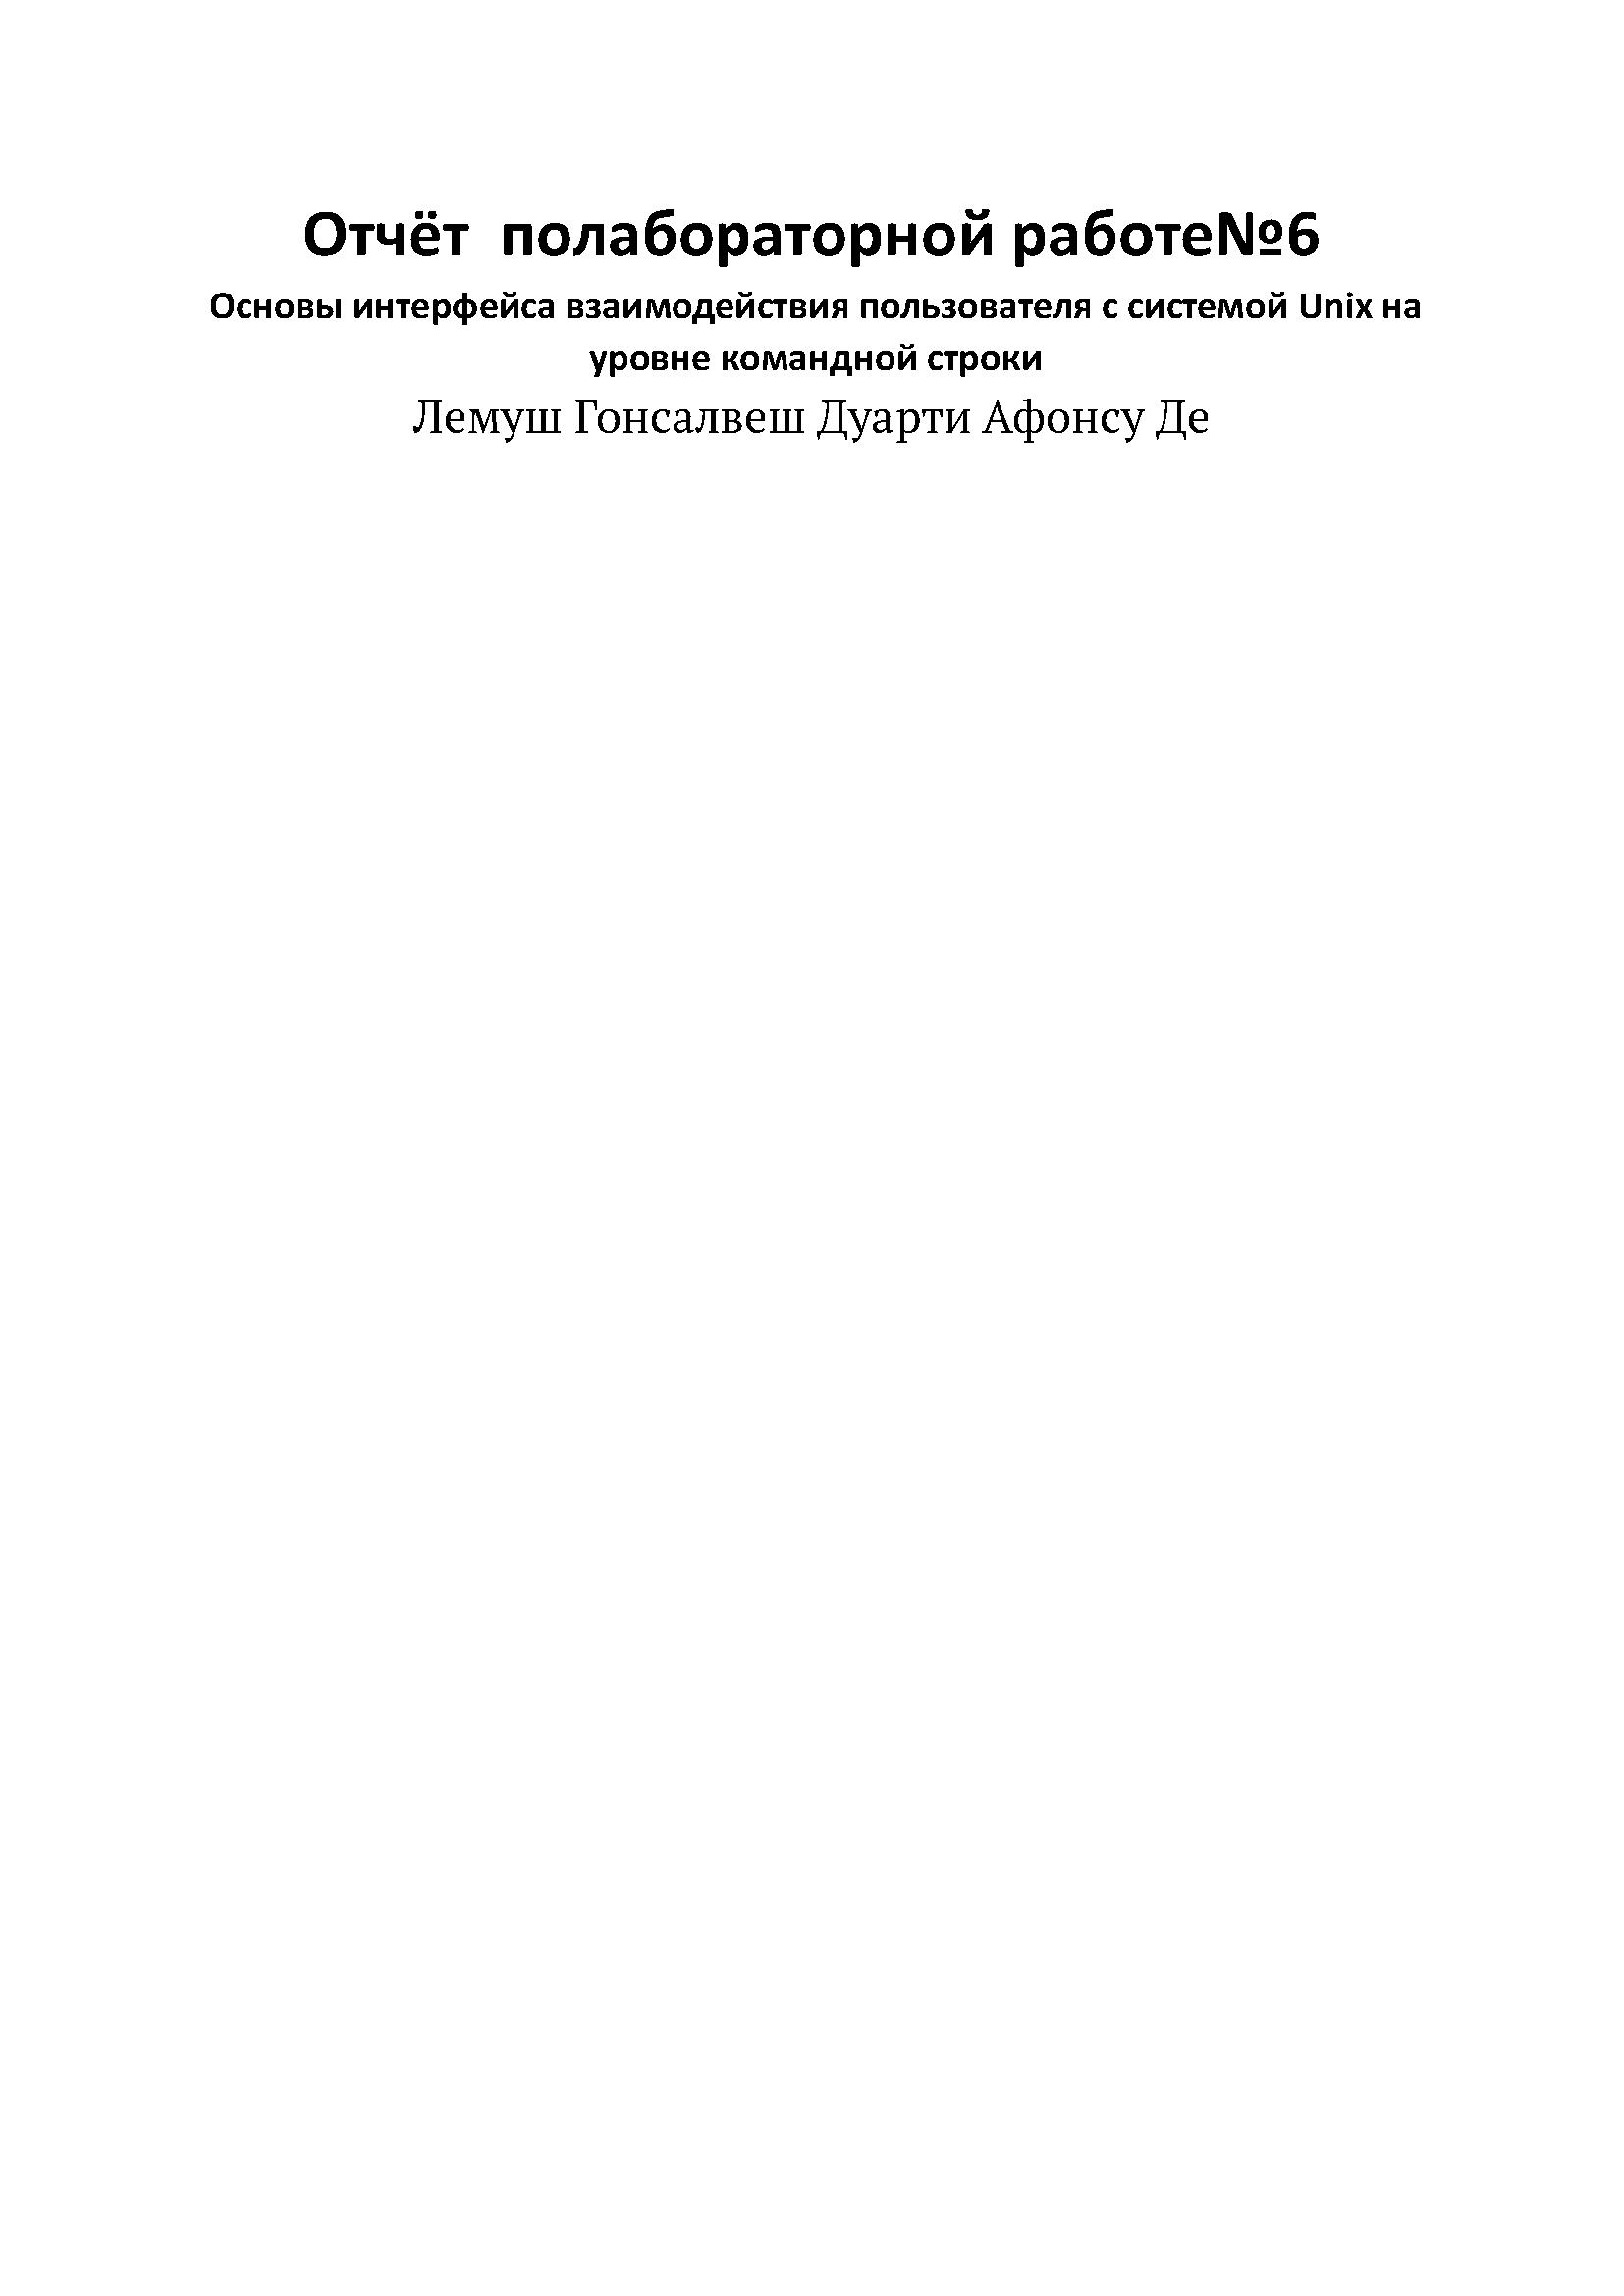 Отчёт  полабораторной работе№6
Основы интерфейса взаимодействия пользователя с системой Unix на
уровне командной строки
Лемуш Гонсалвеш Дуарти Афонсу Де